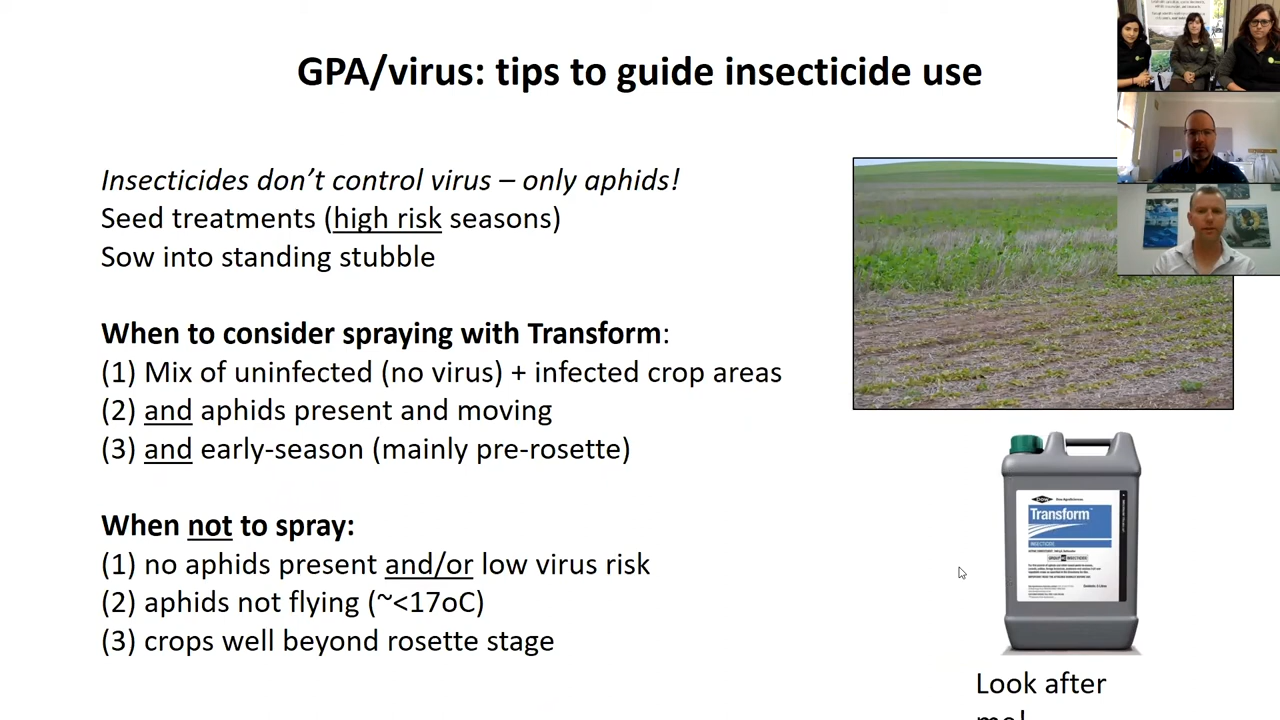 GPA/virus: tips to guide insecticide use
Insecticides don't control virus – only aphids!
Seed treatments (high risk seasons)
Sow into standing stubble
When to consider spraying with Transform:
(1) Mix of uninfected (no virus) + infected crop areas
(2) and aphids present and moving
(3) and early-season (mainly pre-rosette)
When not to spray:
(1) no aphids present and/or low virus risk
(2) aphids not flying (~<17oC)
(3) crops well beyond rosette stage
Dow AgroSciences
Transform
INSECTICIDE
Look after
me!